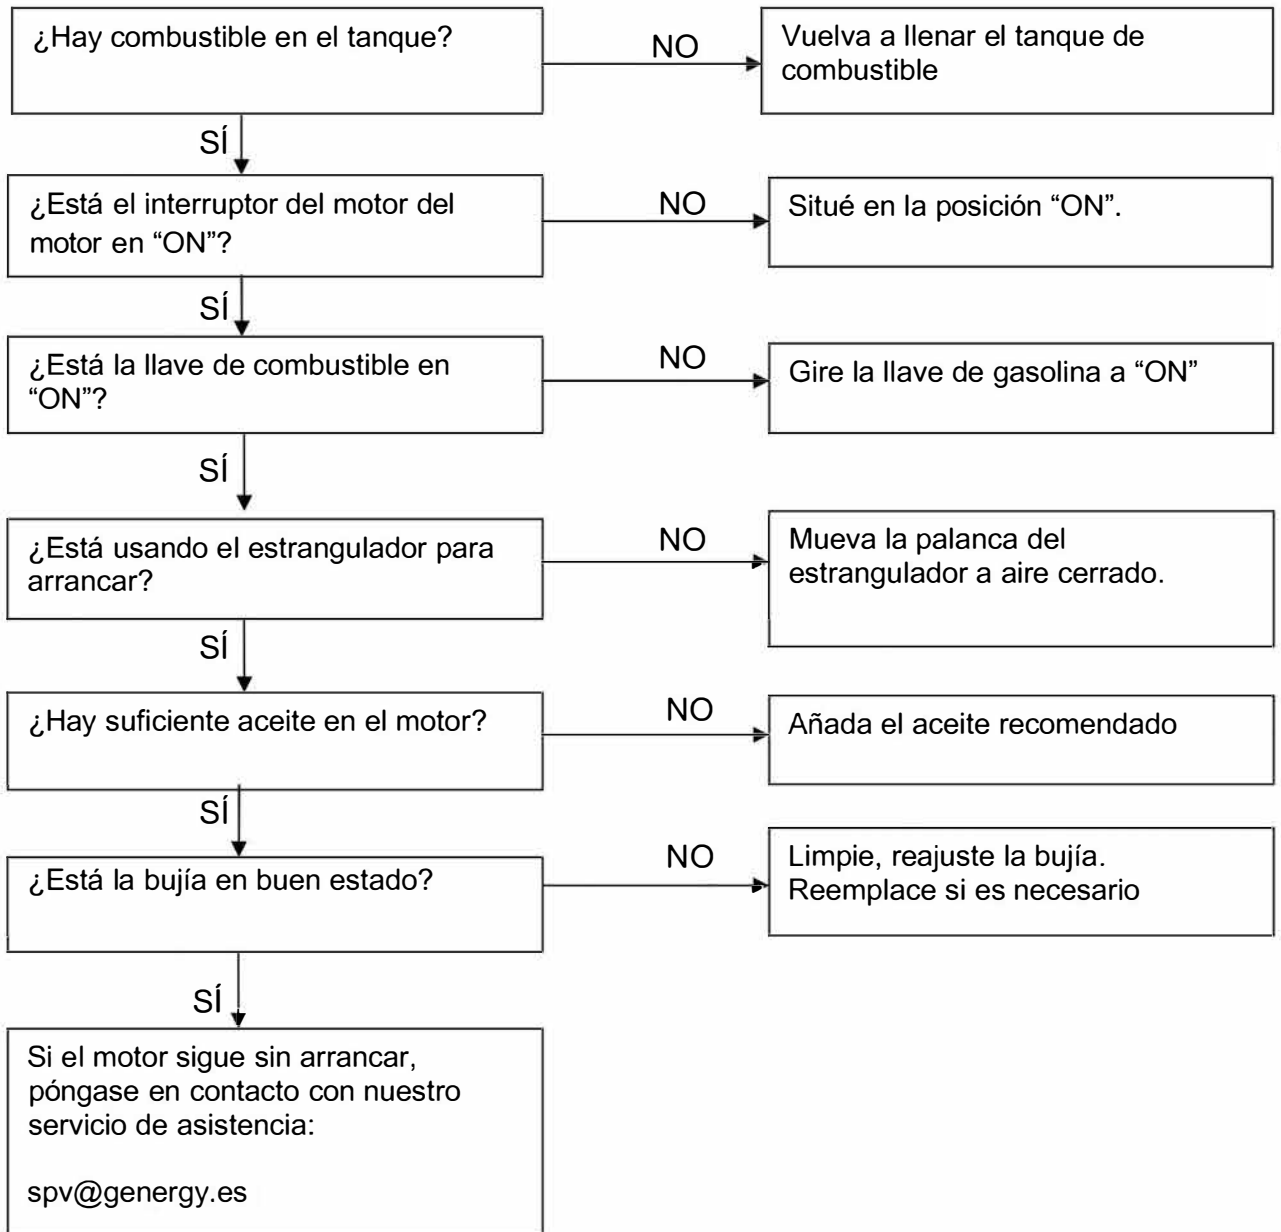 ¿Hay combustible en el tanque?
NO
Vuelva a llenar el tanque de
combustible
SÍ
¿Está el interruptor del motor del
motor en “ON”?
NO
Situé en la posición “ON”.
SÍ
¿Está la llave de combustible en
“ON”?
NO
Gire la llave de gasolina a “ON”
SÍ
¿Está usando el estrangulador para
arrancar?
NO
Mueva la palanca del
estrangulador a aire cerrado.
SÍ
¿Hay suficiente aceite en el motor?
NO
Añada el aceite recomendado
SÍ
¿Está la bujía en buen estado?
NO
Limpie, reajuste la bujía.
Reemplace si es necesario
SÍ
Si el motor sigue sin arrancar,
póngase en contacto con nuestro
servicio de asistencia:
spv@genergy.es